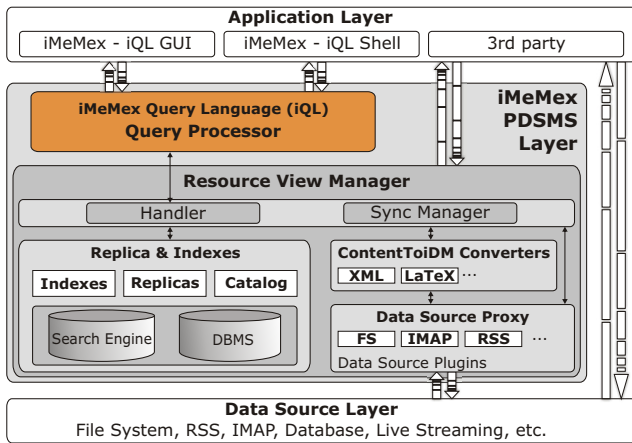 Application Layer
iMeMex - iQL GUI
iMeMex - iQL Shell
3rd party
iMeMex Query Language (iQL)
Query Processor
iMeMex
PDSMS
Layer
Resource View Manager
Handler
Sync Manager
Replica & Indexes
Indexes
Replicas
Catalog
Search Engine
DBMS
ContentToiDM Converters
XML
LaTeX
...
Data Source Proxy
FS
IMAP
RSS
...
Data Source Plugins
Data Source Layer
File System, RSS, IMAP, Database, Live Streaming, etc.